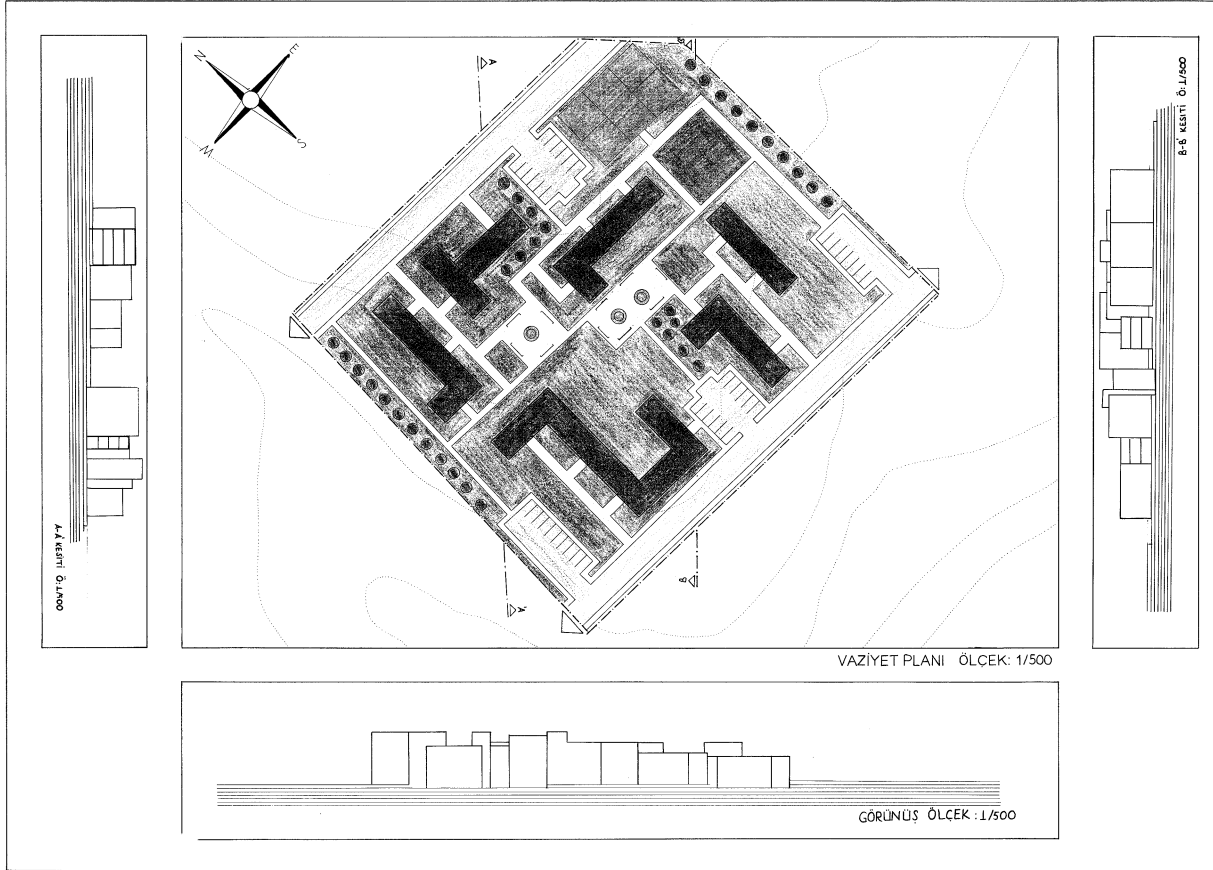 N
E
W
S
A
B
A-A' KESİTİ Ö:1/500
B-B' KESİTİ Ö:1/500
B
A'
VAZİYET PLANI ÖLÇEK: 1/500
GÖRÜNÜŞ ÖLÇEK :1/500